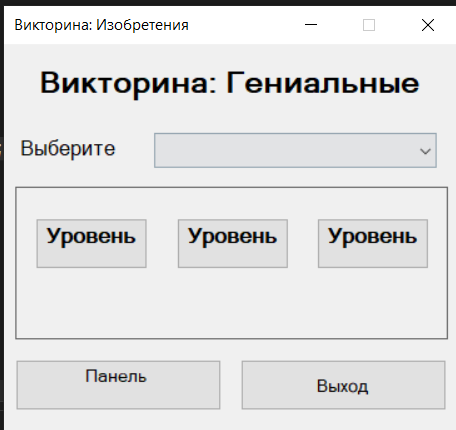 Викторина: Изобретения
Викторина: Гениальные
Выберите
Уровень Уровень Уровень
Панель
Выход